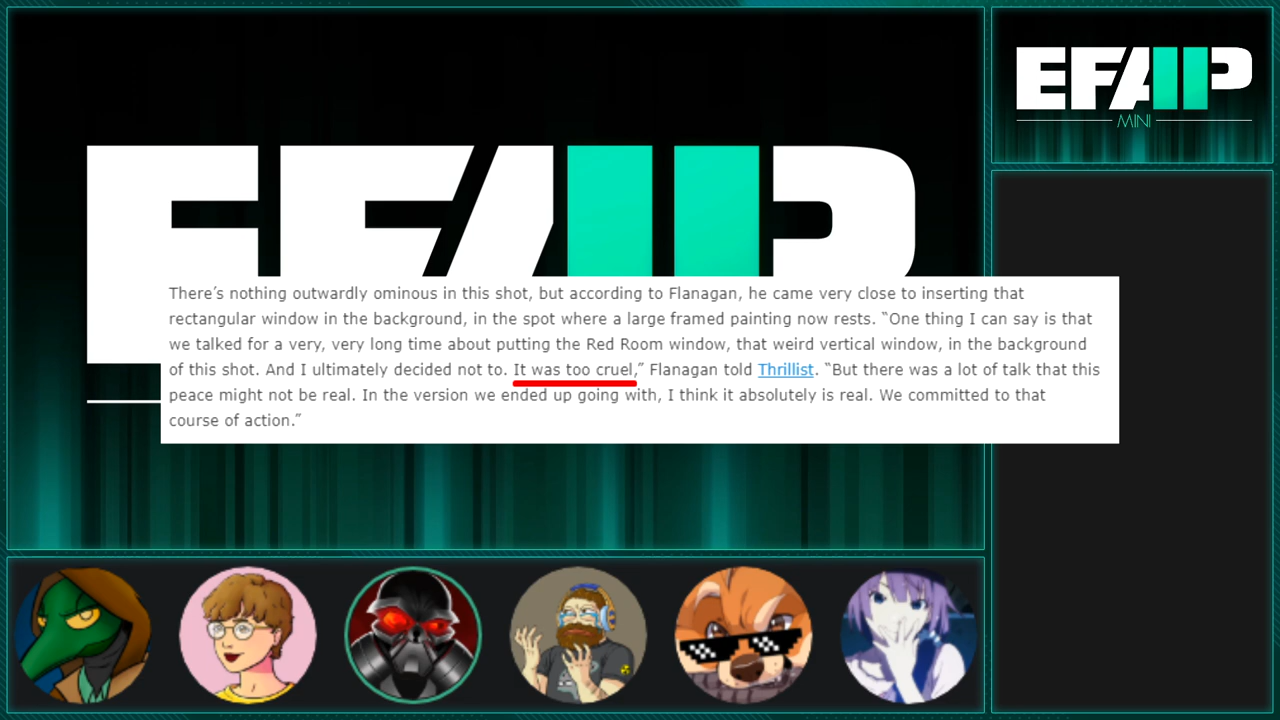 EFAP
MINI
EFAP
There's nothing outwardly ominous in this shot, but according to Flanagan, he came very close to inserting that
rectangular window in the background, in the spot where a large framed painting now rests. “One thing I can say is that
we talked for a very, very long time about putting the Red Room window, that weird vertical window, in the background
of this shot. And I ultimately decided not to. It was too cruel,” Flanagan told Thrillist. “But there was a lot of talk that this
peace might not be real. In the version we ended up going with, I think it absolutely is real. We committed to that
course of action.”